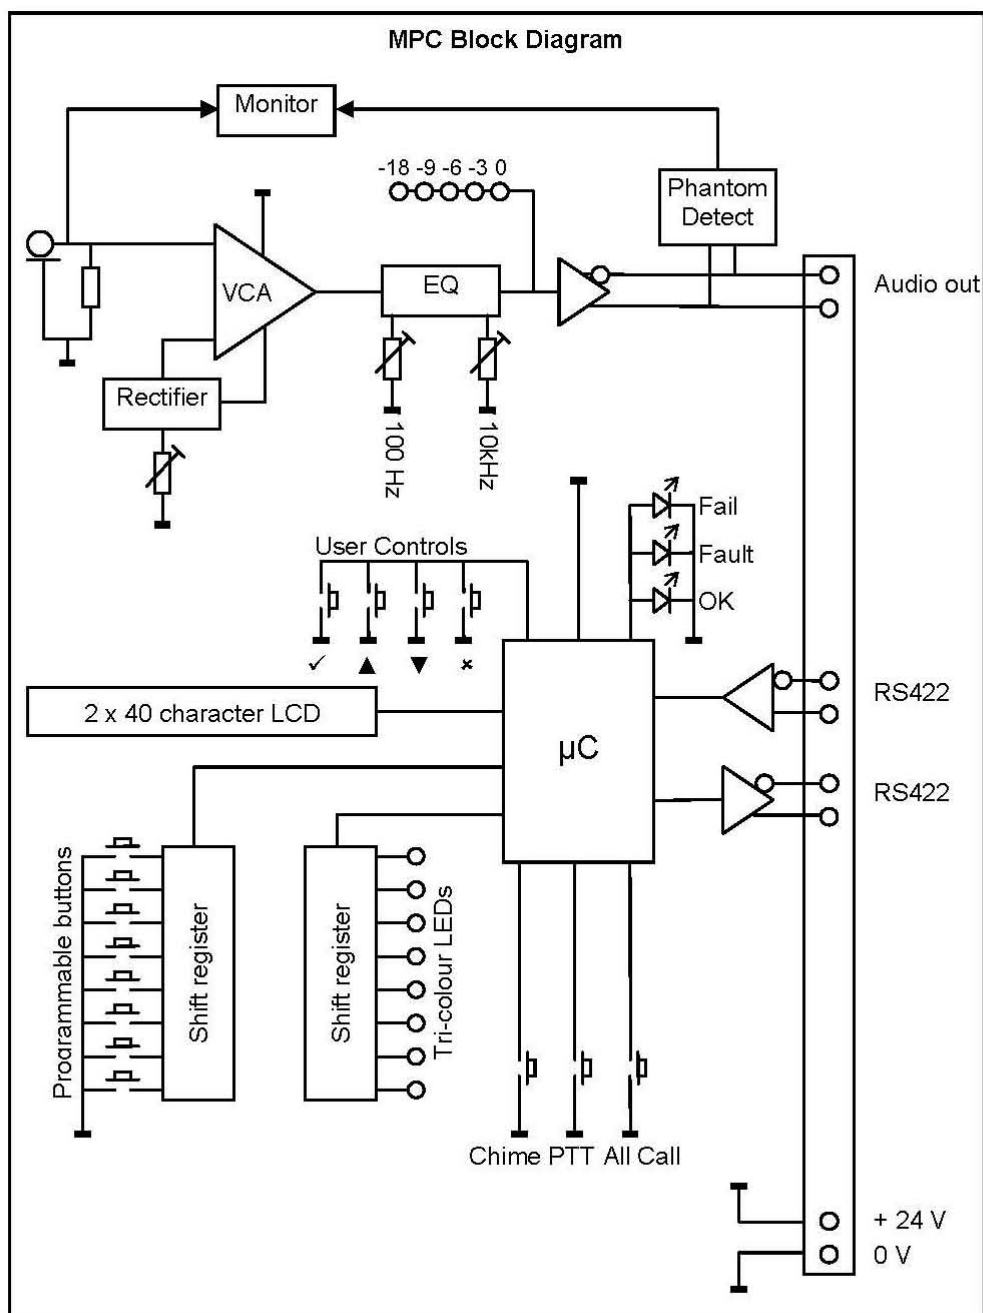 MPC Block Diagram
Monitor
-18 -9 -6 -3 0
Phantom
Detect
VCA
EQ
Audio out
Rectifier
100 Hz
10kHz
Fail
User Controls
Fault
OK
✓ ▲ ▼ ×
RS422
2 x 40 character LCD
µC
RS422
Programmable buttons
Shift register
Shift register
Tri-colour LEDs
Chime PTT All Call
+ 24 V
0 V